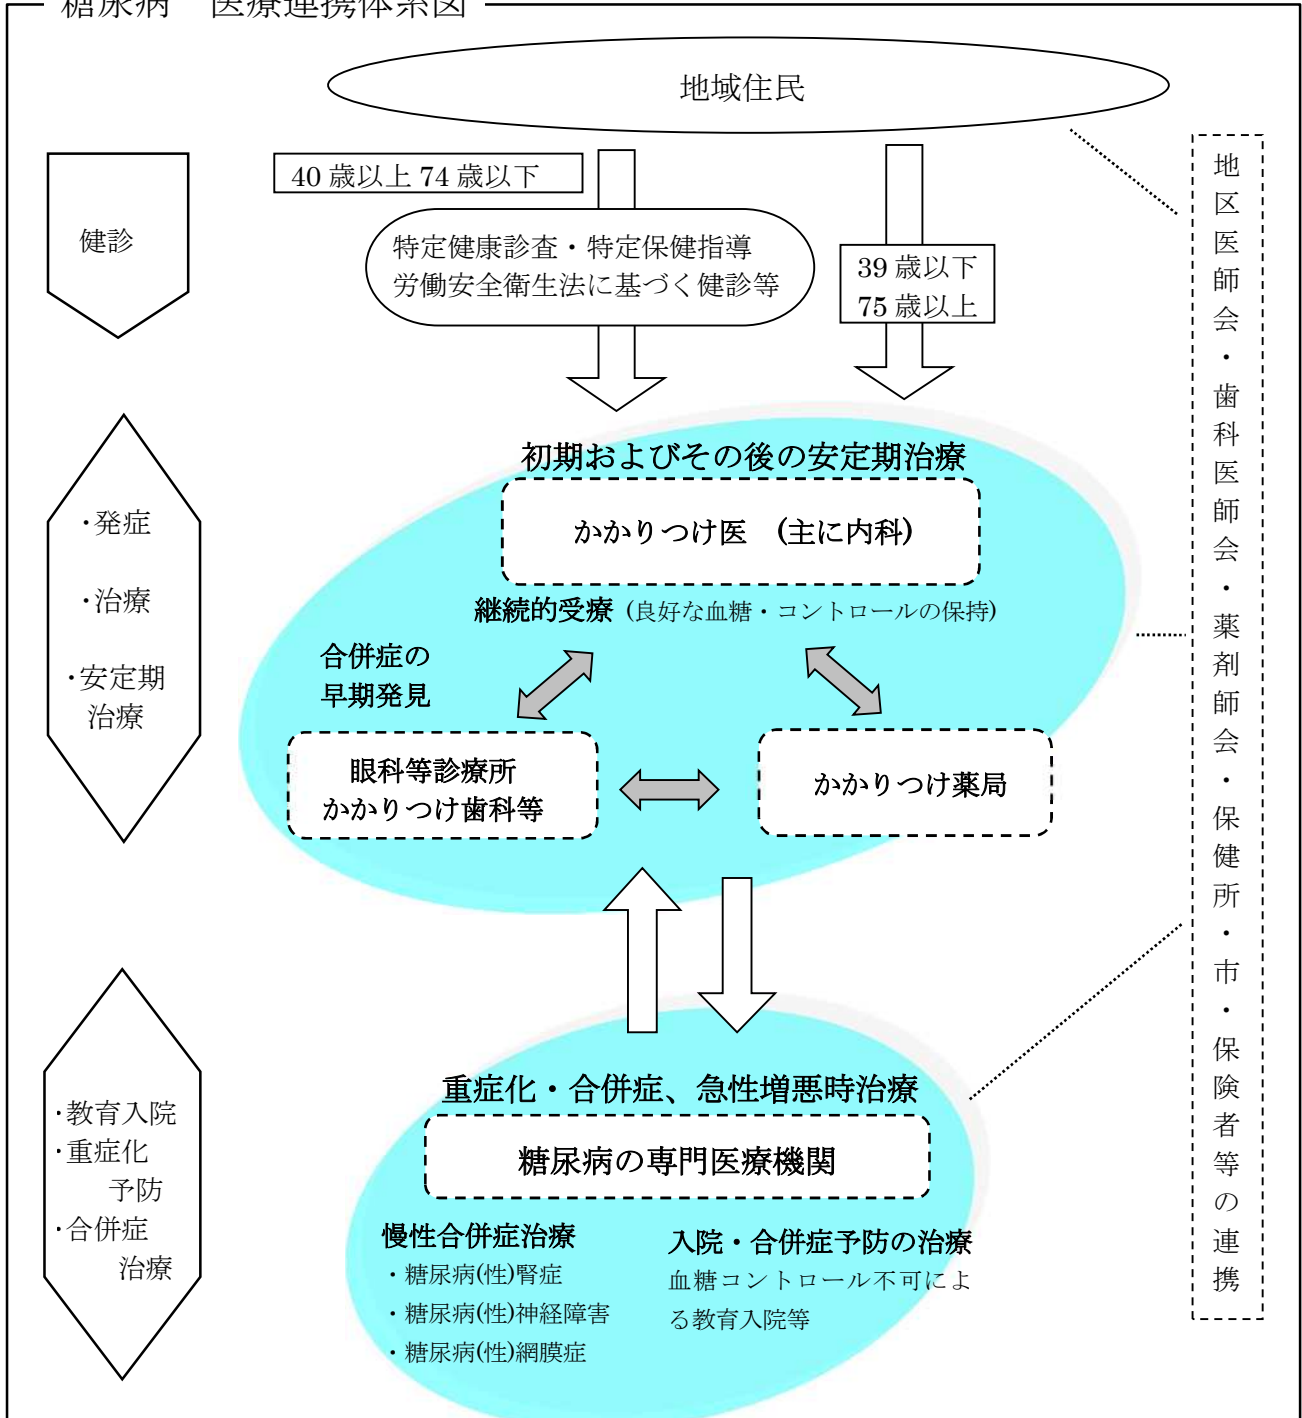 糖尿病　医療連携体系図
地域住民
40 歳以上 74 歳以下
健診
特定健康診査・特定保健指導
労働安全衛生法に基づく健診等
39 歳以下
75 歳以上
地区医師会・歯科医師会・薬剤師会・保健所・市・保険者等の連携
初期およびその後の安定期治療
かかりつけ医　(主に内科)
継続的受療 (良好な血糖・コントロールの保持)
・発症
・治療
・安定期
治療
合併症の
早期発見
眼科等診療所
かかりつけ歯科等
かかりつけ薬局
重症化・合併症、急性増悪時治療
糖尿病の専門医療機関
・教育入院
・重症化
予防
・合併症
治療
慢性合併症治療
・糖尿病(性)腎症
・糖尿病(性)神経障害
・糖尿病(性)網膜症
入院・合併症予防の治療
血糖コントロール不可によ
る教育入院等